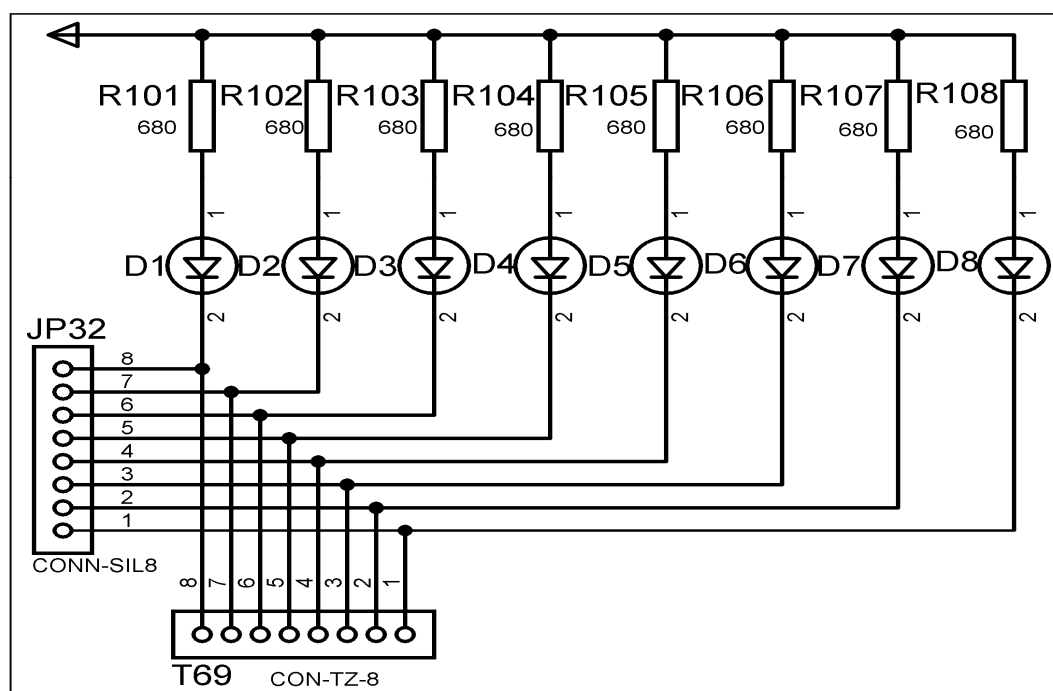 R101 R102 R103 R104 R105 R106 R107 R108
680 680 680 680 680 680 680 680
1 1 1 1 1 1 1 1
D1 D2 D3 D4 D5 D6 D7 D8
2 2 2 2 2 2 2 2
JP32
8
7
6
5
4
3
2
1
CONN-SIL8
8 7 6 5 4 3 2 1
T69 CON-TZ-8